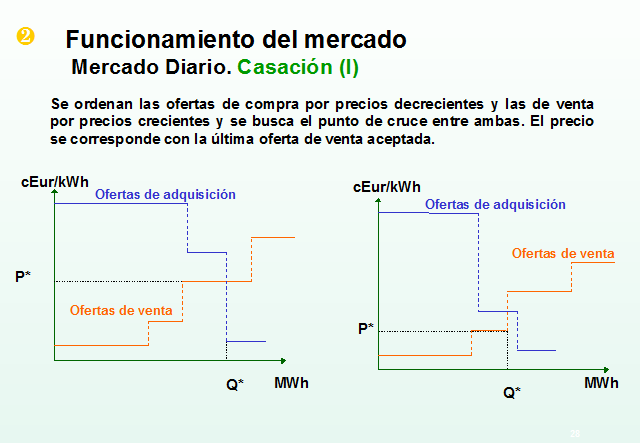 2 Funcionamiento del mercado
Mercado Diario. Casación (I)
Se ordenan las ofertas de compra por precios decrecientes y las de venta
por precios crecientes y se busca el punto de cruce entre ambas. El precio
se corresponde con la última oferta de venta aceptada.
cEur/kWh
Ofertas de adquisición
P*
Ofertas de venta
Q*
MWh
cEur/kWh
Ofertas de adquisición
Ofertas de venta
P*
Q*
MWh